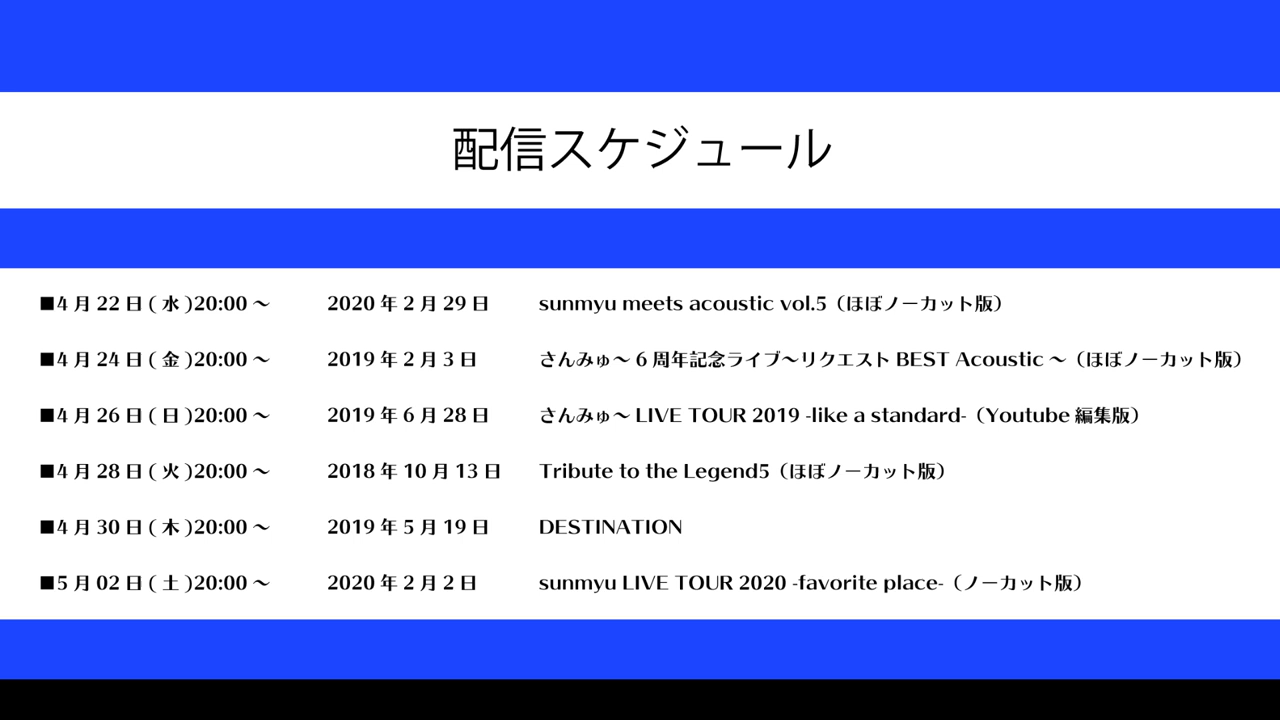 配信スケジュール
■4月22日(水)20:00～ 2020年2月29日 sunmyu meets acoustic vol.5（ほぼノーカット版）
■4月24日(金)20:00～ 2019年2月3日 さんみゅ～6周年記念ライブ～リクエストBEST Acoustic～（ほぼノーカット版）
■4月26日(日)20:00～ 2019年6月28日 さんみゅ～LIVE TOUR 2019 -like a standard-（Youtube編集版）
■4月28日(火)20:00～ 2018年10月13日 Tribute to the Legend5（ほぼノーカット版）
■4月30日(木)20:00～ 2019年5月19日 DESTINATION
■5月02日(土)20:00～ 2020年2月2日 sunmyu LIVE TOUR 2020 -favorite place-（ノーカット版）